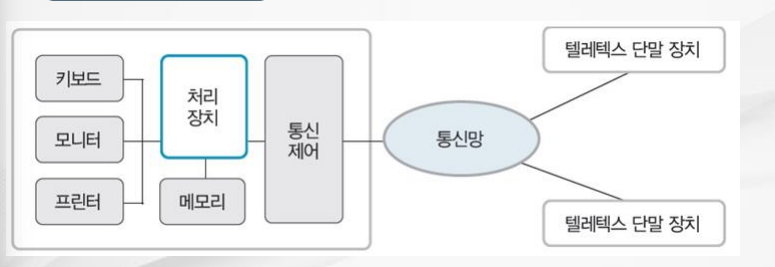 키보드
모니터
프린터
처리
장치
메모리
통신
제어
통신망
텔레텍스 단말 장치
텔레텍스 단말 장치